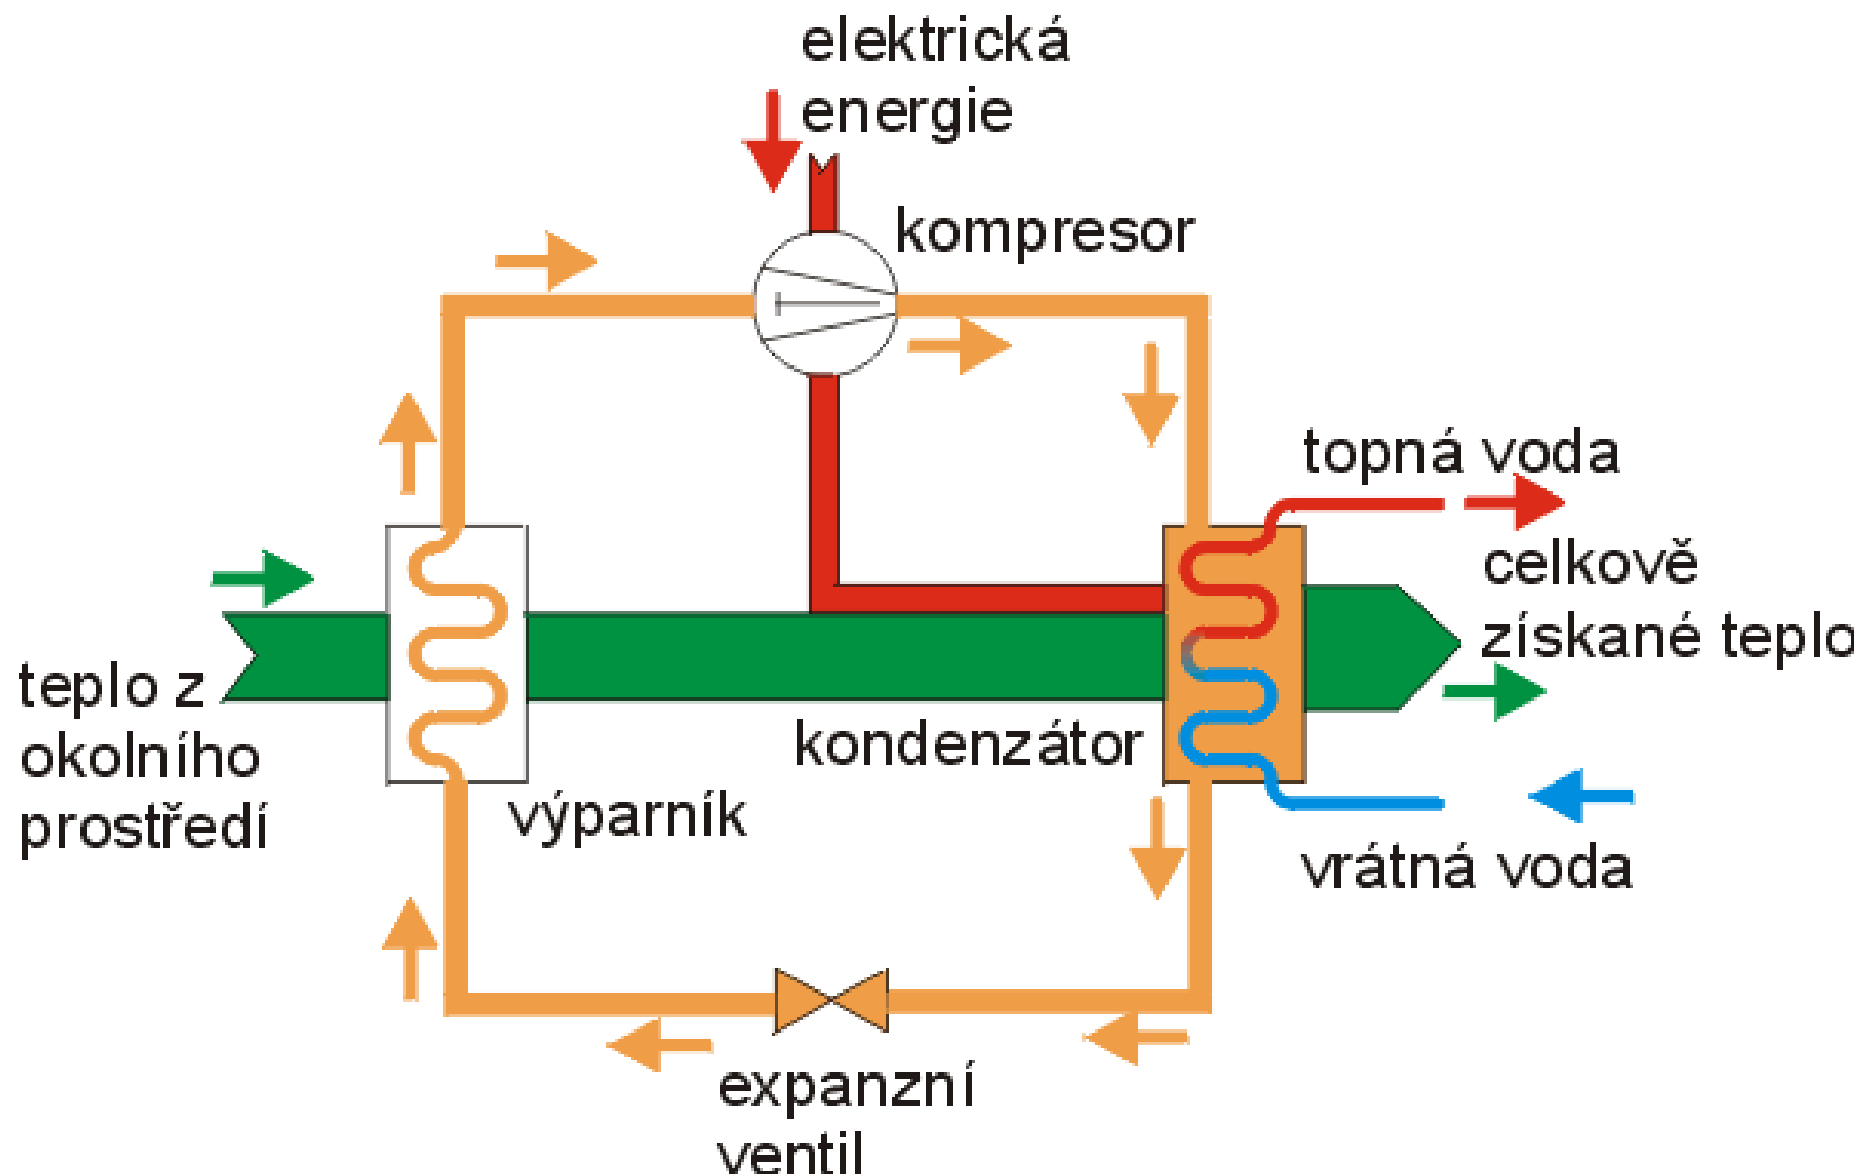 elektrická
energie
kompresor
topná voda
celkově
získané teplo
teplo z
okolního
prostředí
kondenzátor
výparník
vrátná voda
expanzní
ventil